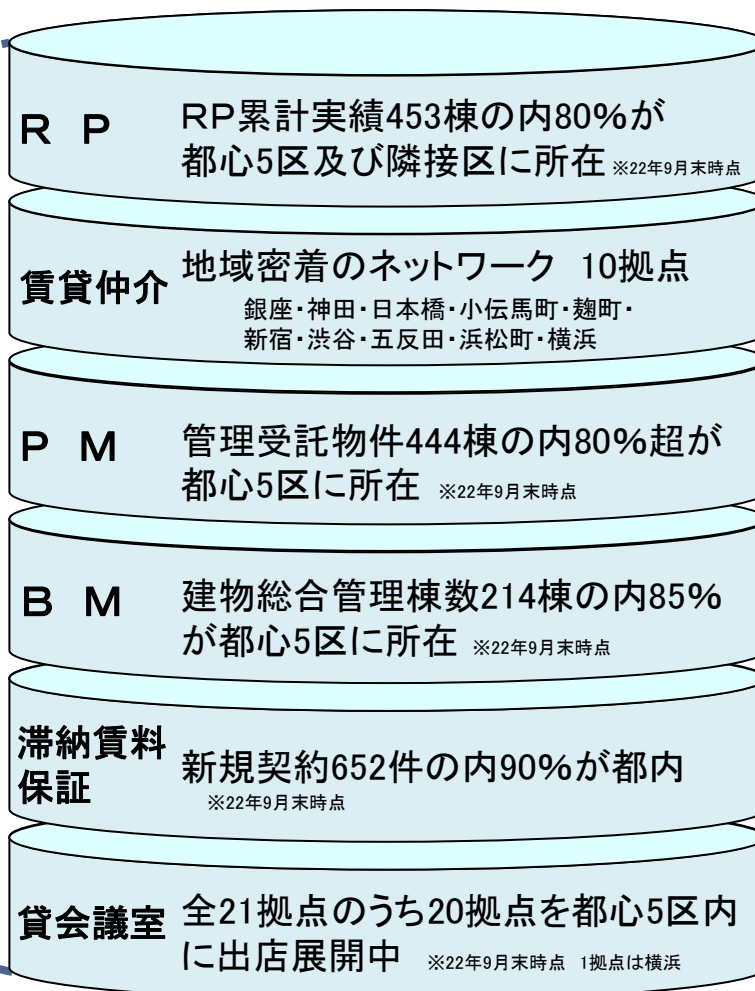 RP
RP累計実績453棟の内80%が
都心5区及び隣接区に所在 ※22年9月末時点
賃貸仲介
地域密着のネットワーク 10拠点
銀座・神田・日本橋・小伝馬町・麹町・
新宿・渋谷・五反田・浜松町・横浜
PM
管理受託物件444棟の内80%超が
都心5区に所在 ※22年9月末時点
BM
建物総合管理棟数214棟の内85%
が都心5区に所在 ※22年9月末時点
滞納賃料
保証
新規契約652件の内90%が都内
※22年9月末時点
貸会議室
全21拠点のうち20拠点を都心5区内
に出店展開中 ※22年9月末時点 1拠点は横浜